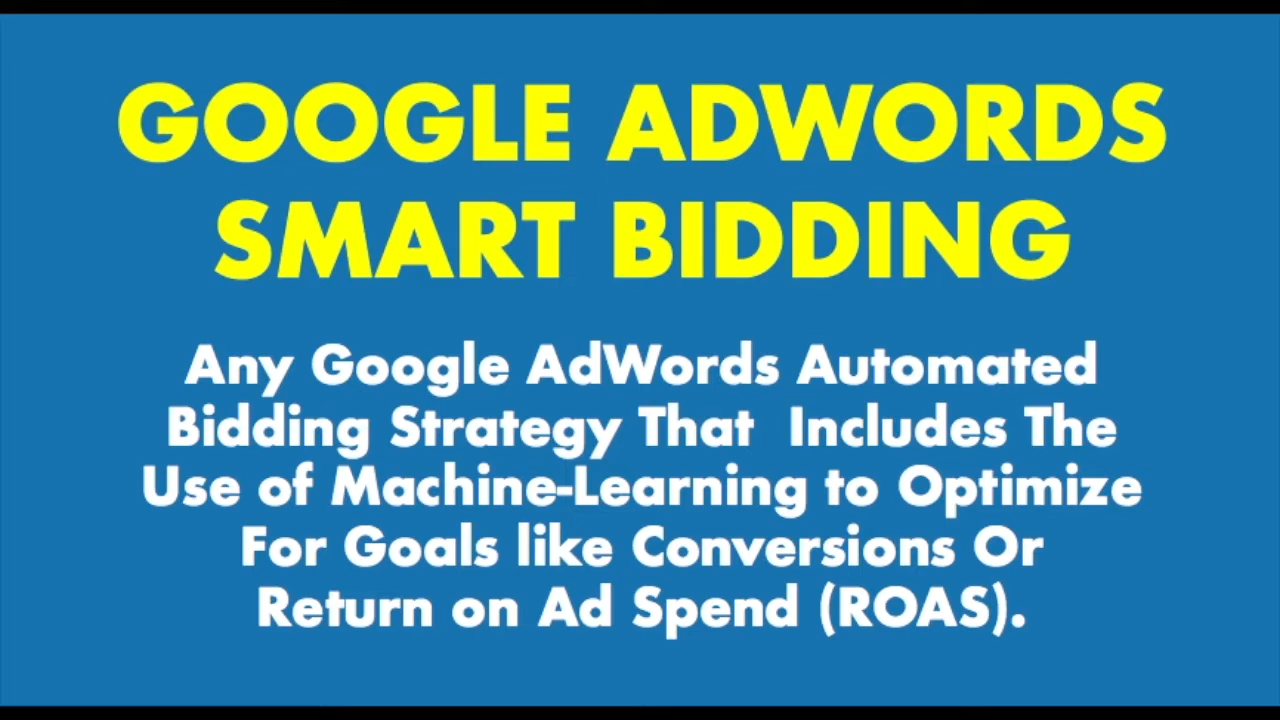 GOOGLE ADWORDS
SMART BIDDING
Any Google AdWords Automated
Bidding Strategy That  Includes The
Use of Machine-Learning to Optimize
For Goals like Conversions Or
Return on Ad Spend (ROAS).